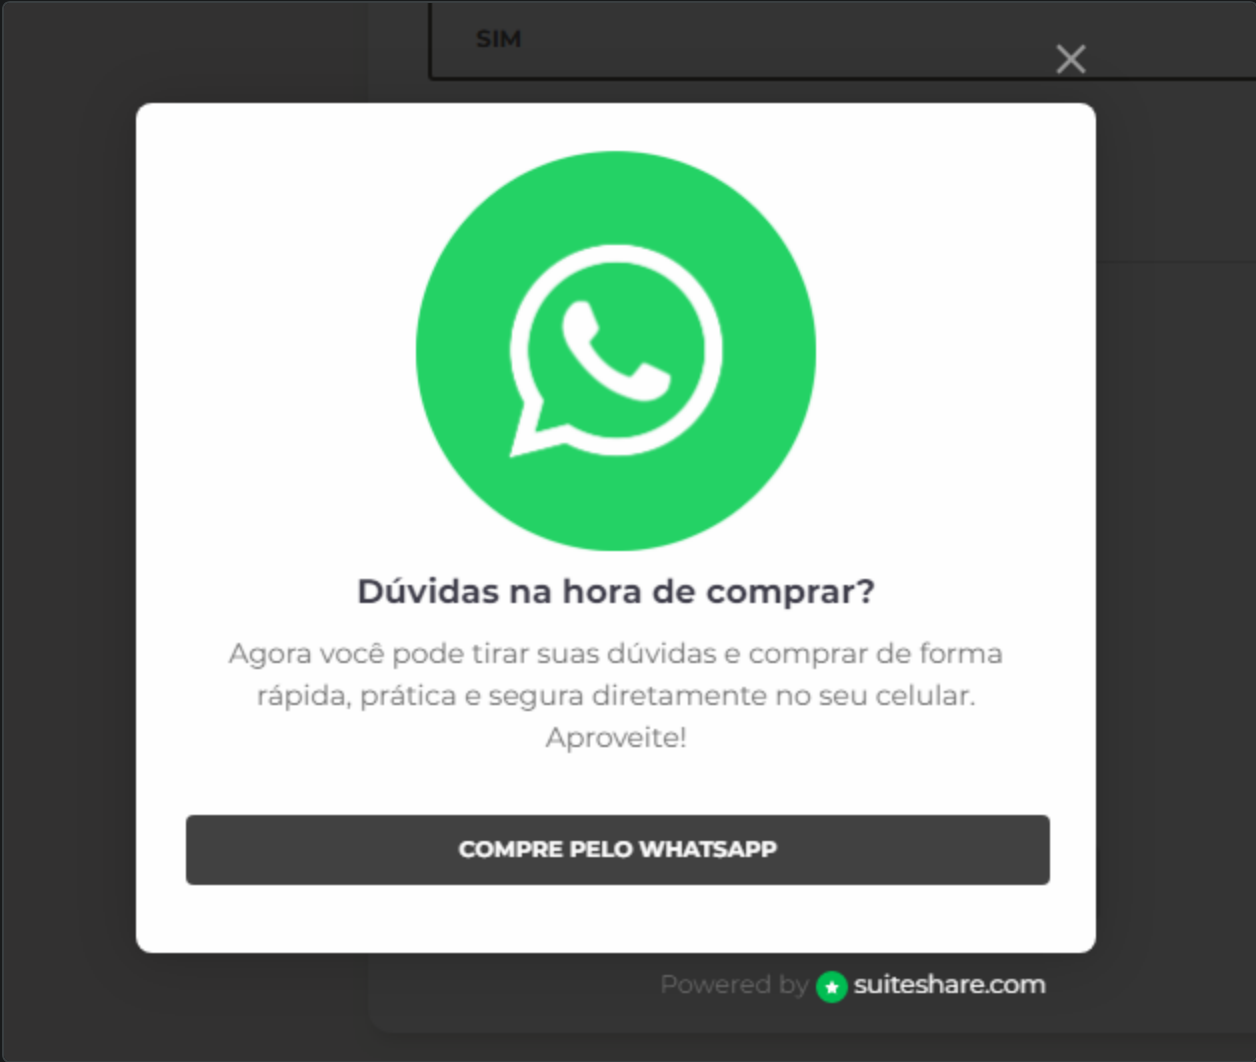 SIM
Dúvidas na hora de comprar?
Agora você pode tirar suas dúvidas e comprar de forma
rápida, prática e segura diretamente no seu celular.
Aproveite!
COMPRE PELO WHATSAPP
Powered by suiteshare.com